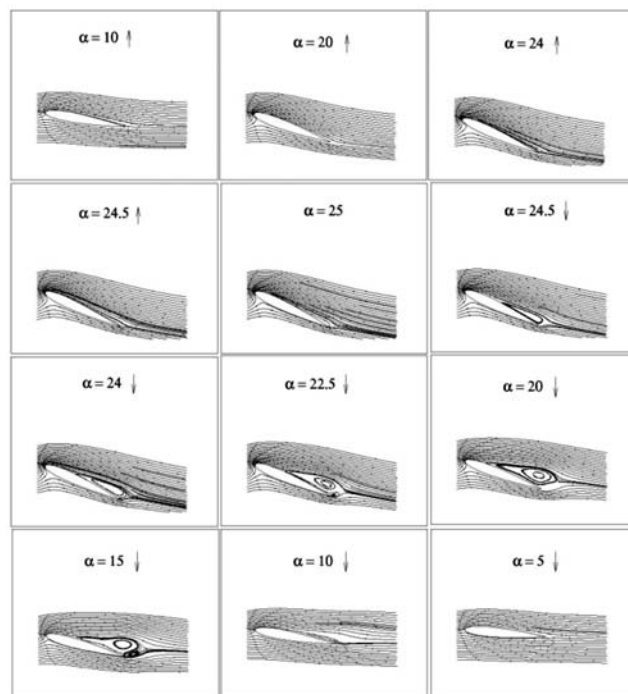 α = 10 ↑
α = 20 ↑
α = 24 ↑
α = 24.5 ↑
α = 25
α = 24.5 ↓
α = 24 ↓
α = 22.5 ↓
α = 20 ↓
α = 15 ↓
α = 10 ↓
α = 5 ↓